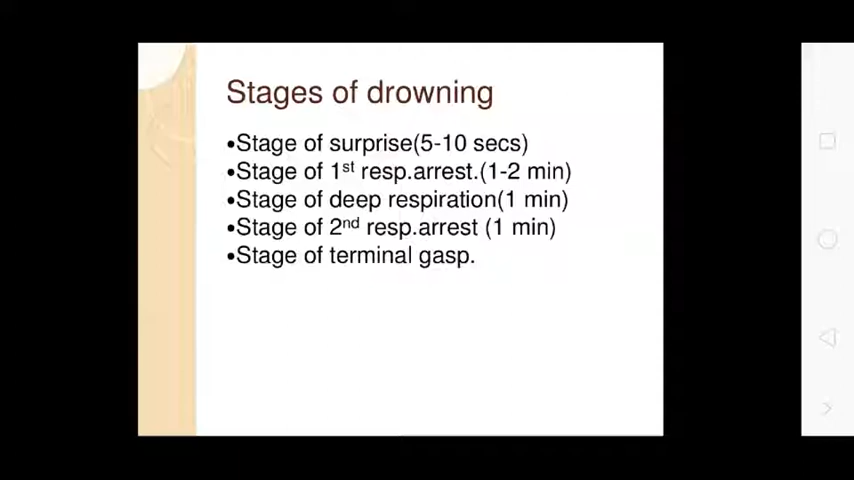 Stages of drowning
•Stage of surprise(5-10 secs)
•Stage of 1st resp.arrest.(1-2 min)
•Stage of deep respiration(1 min)
•Stage of 2nd resp.arrest (1 min)
•Stage of terminal gasp.